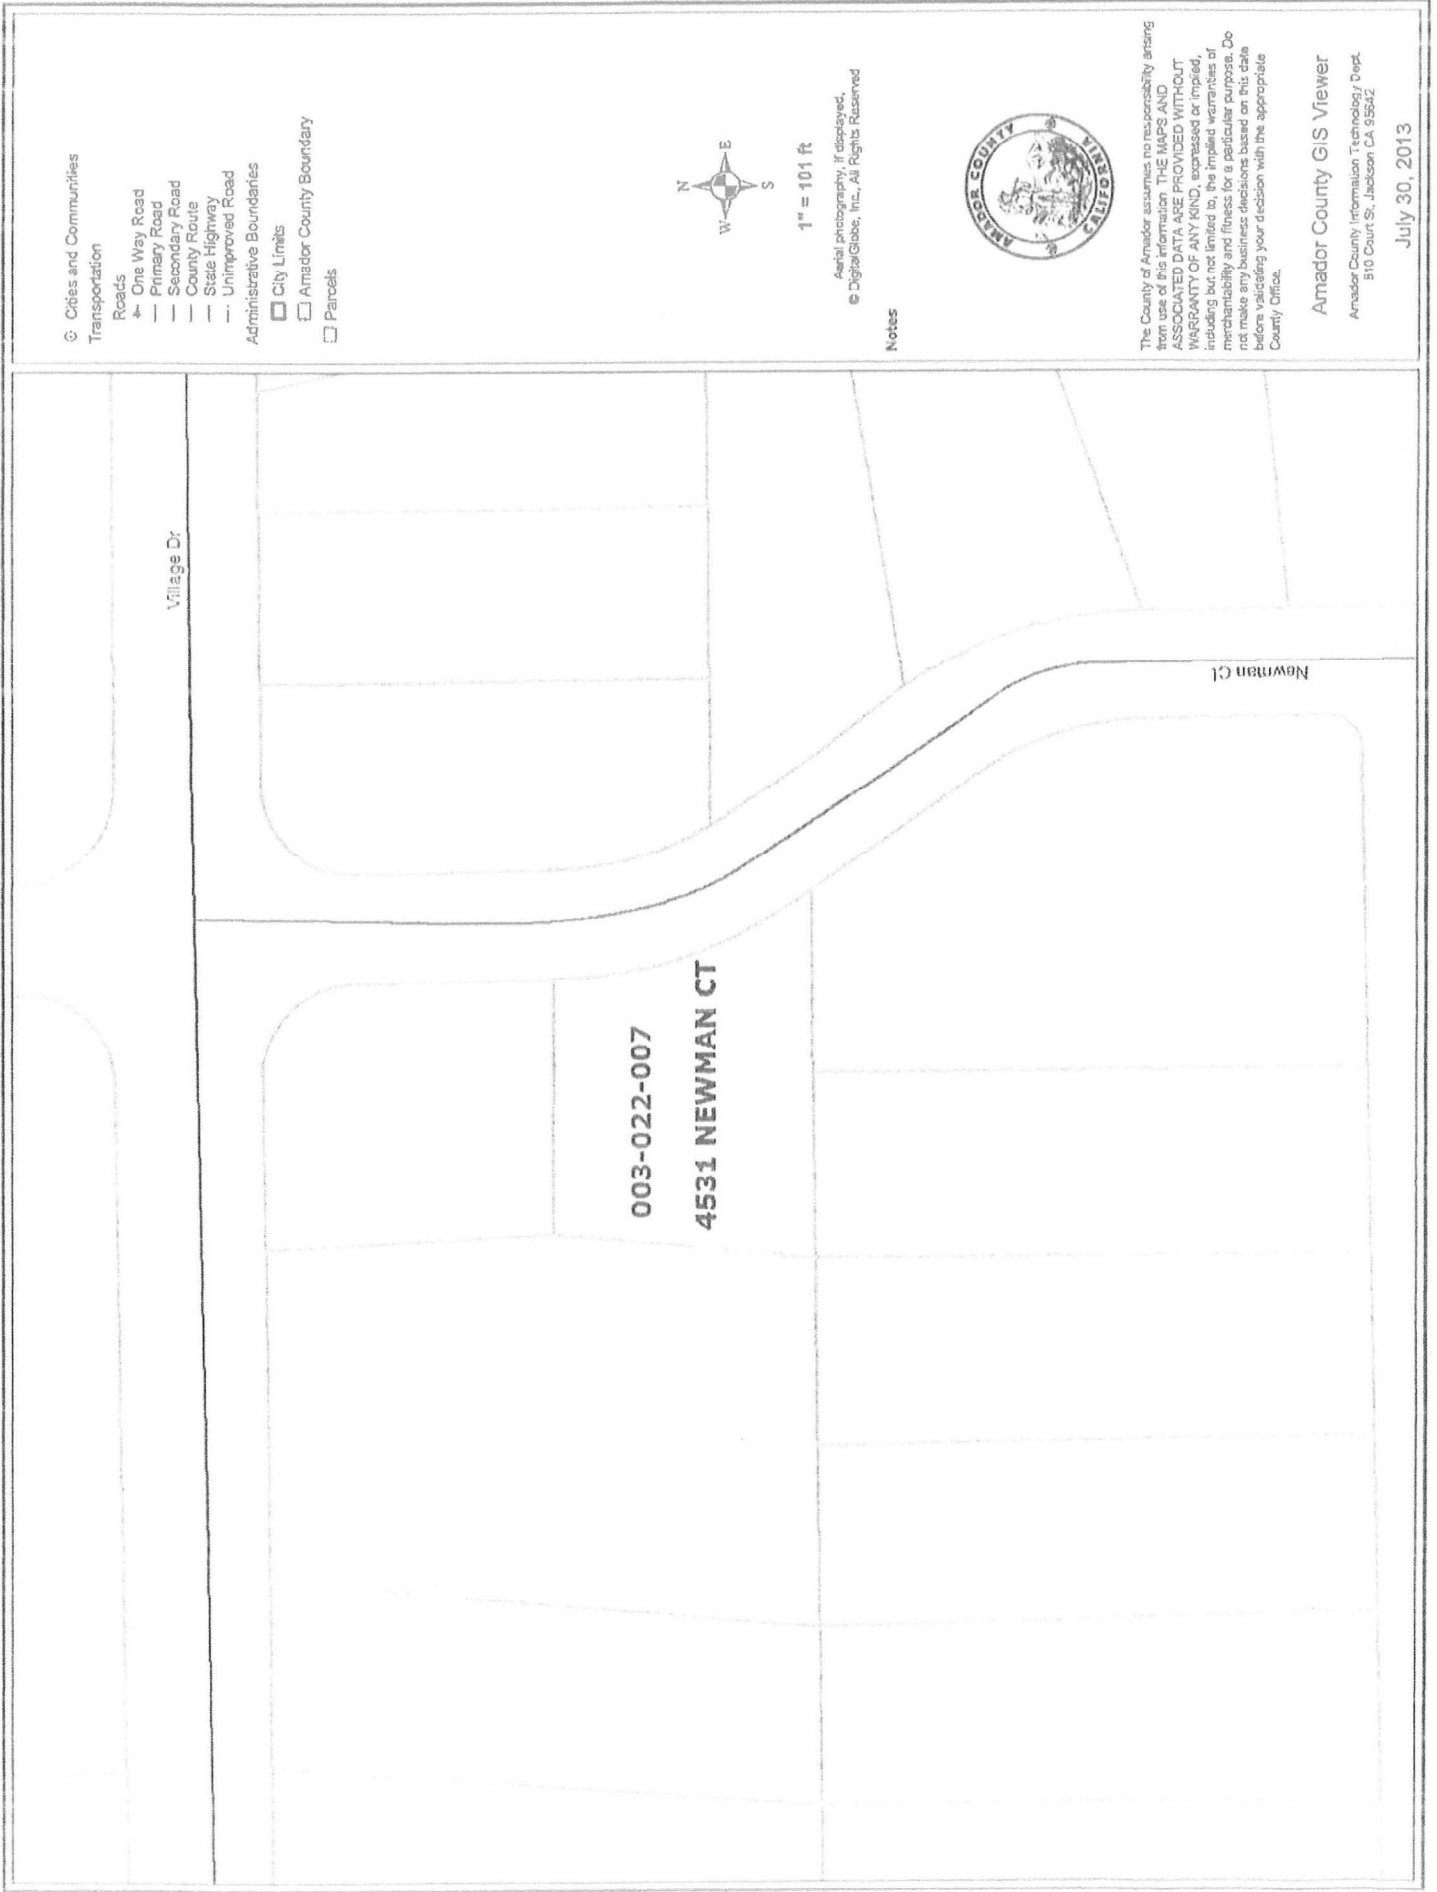 Village Dr
Newman Ct
003-022-007
4531 NEWMAN CT
Cities and Communities
Transportation
Roads
One Way Road
Primary Road
Secondary Road
County Route
State Highway
Unimproved Road
Administrative Boundaries
City Limits
Amador County Boundary
Parcels
N
W
E
S
1" = 101 ft
Aerial photography, if displayed,
© DigitalGlobe, Inc., All Rights Reserved
Notes
AMADOR COUNTY
CALIFORNIA
The County of Amador assumes no responsibility arising
from use of this information. THE MAPS AND
ASSOCIATED DATA ARE PROVIDED WITHOUT
WARRANTY OF ANY KIND, expressed or implied,
including but not limited to, the implied warranties of
merchantability and fitness for a particular purpose. Do
not make any business decisions based on this data
before validating your decision with the appropriate
County Office.
Amador County GIS Viewer
Amador County Information Technology Dept.
810 Court St, Jackson CA 95642
July 30, 2013